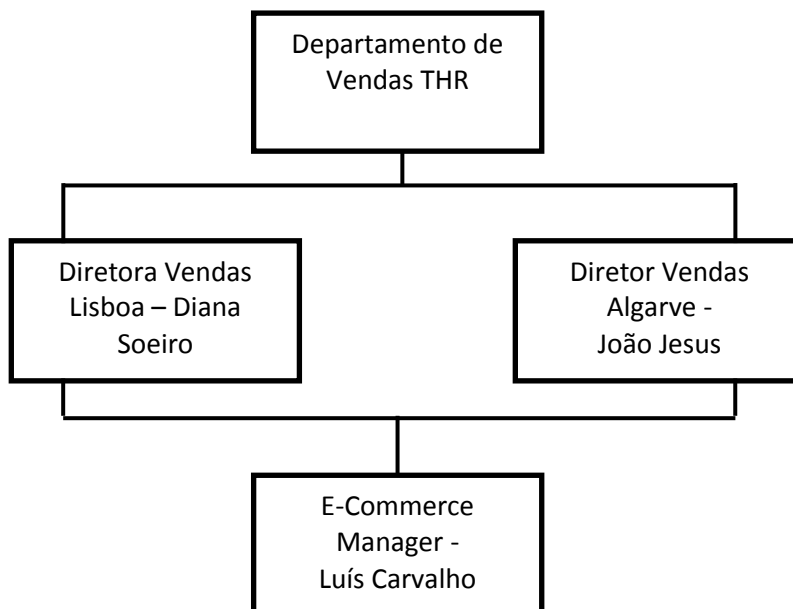 Departamento de
Vendas THR
Diretora Vendas
Lisboa – Diana
Soeiro
Diretor Vendas
Algarve -
João Jesus
E-Commerce
Manager -
Luís Carvalho